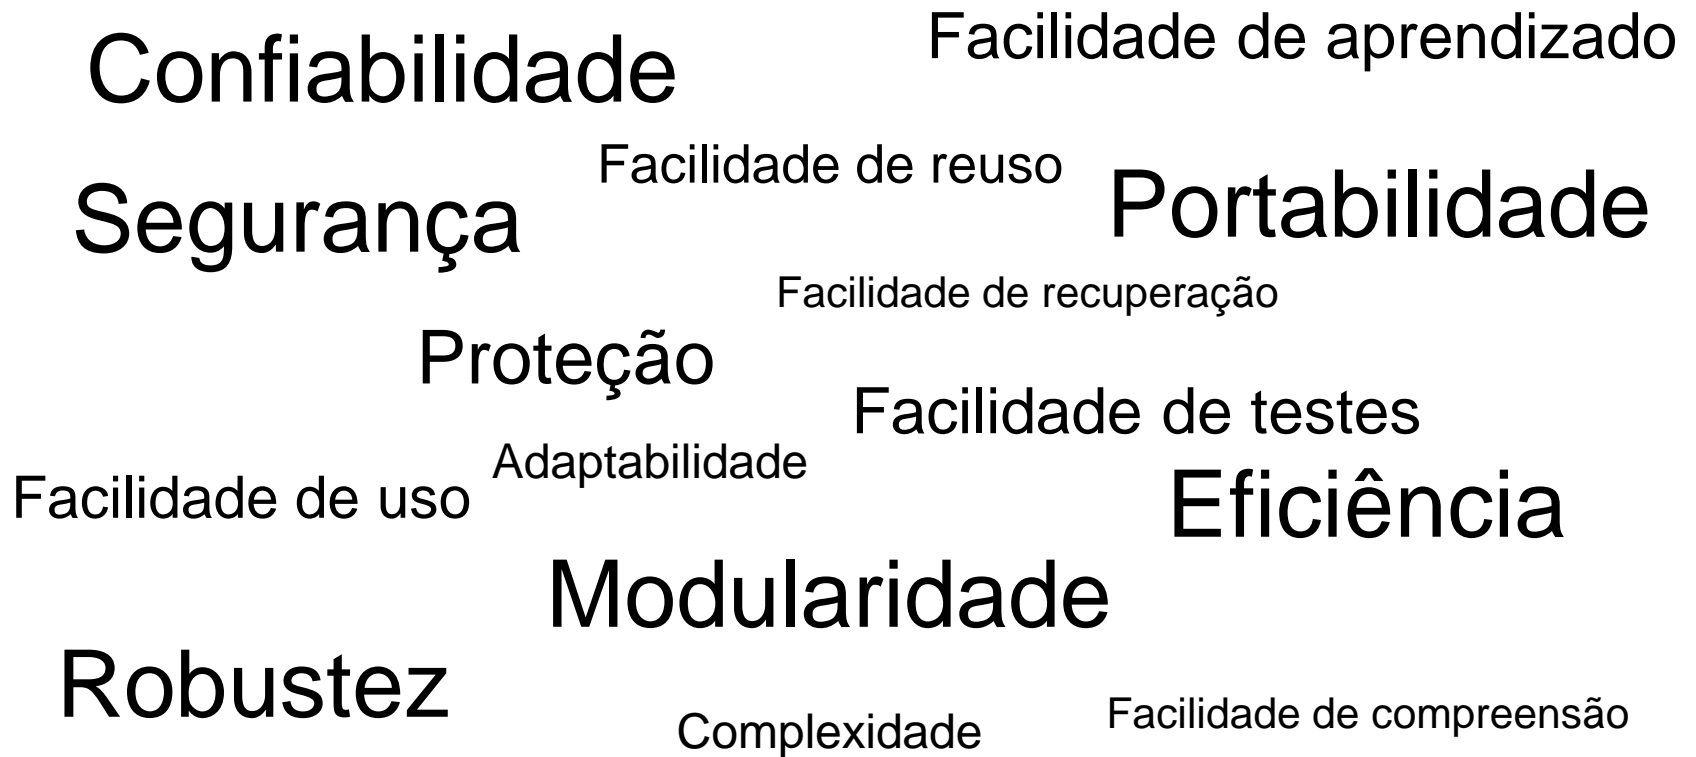 Confiabilidade
Facilidade de aprendizado
Facilidade de reuso
Segurança
Portabilidade
Facilidade de recuperação
Proteção
Facilidade de testes
Adaptabilidade
Facilidade de uso
Eficiência
Modularidade
Robustez
Complexidade
Facilidade de compreensão